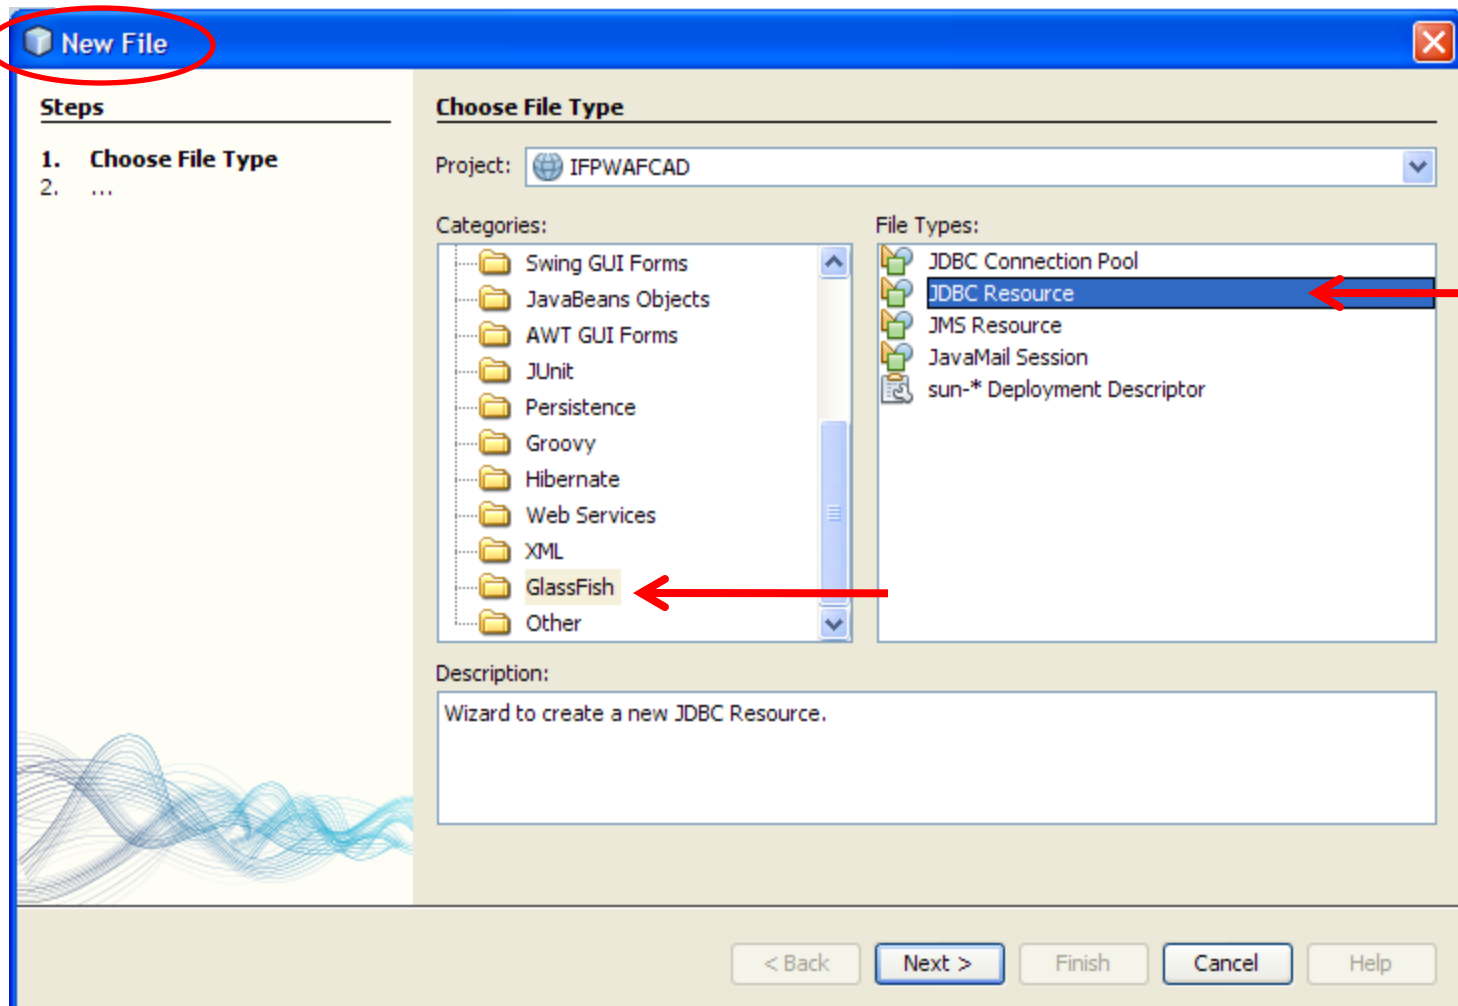 New File
Steps
1. Choose File Type
2. ...
Choose File Type
Project: IFPWAFCAD
Categories:
Swing GUI Forms
JavaBeans Objects
AWT GUI Forms
JUnit
Persistence
Groovy
Hibernate
Web Services
XML
GlassFish
Other
File Types:
JDBC Connection Pool
JDBC Resource
JMS Resource
JavaMail Session
sun-* Deployment Descriptor
Description:
Wizard to create a new JDBC Resource.
< Back Next > Finish Cancel Help